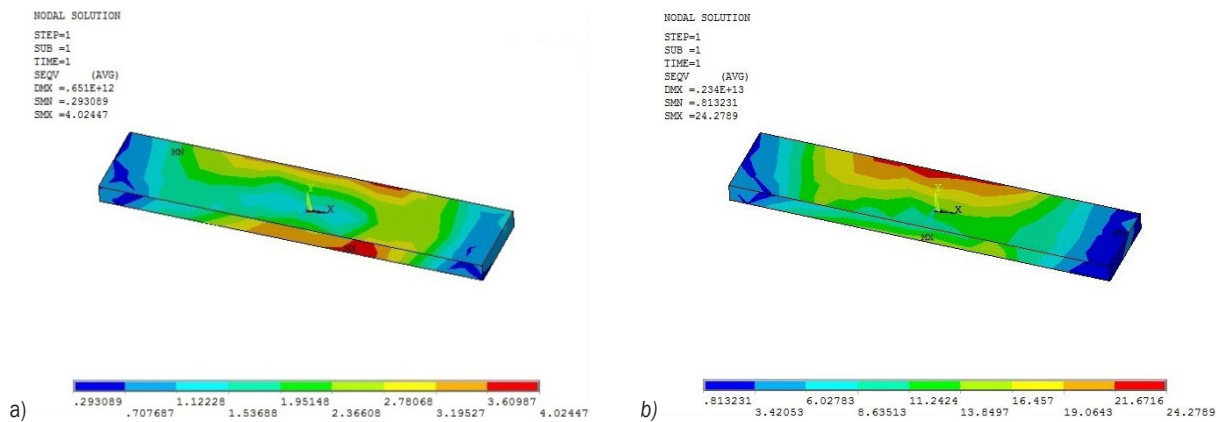 NODAL SOLUTION
STEP=1
SUB =1
TIME=1
SEQV (AVG)
DMX =.651E+12
SMN =.293089
SMX =4.02447
MN
Y
X
MX
.293089 1.12228 1.95148 2.78068 3.60987
.707687 1.53688 2.36608 3.19527 4.02447
a)
NODAL SOLUTION
STEP=1
SUB =1
TIME=1
SEQV (AVG)
DMX =.234E+13
SMN =.813231
SMX =24.2789
Y
X
MX
.813231 6.02783 11.2424 16.457 21.6716
3.42053 8.63513 13.8497 19.0643 24.2789
b)